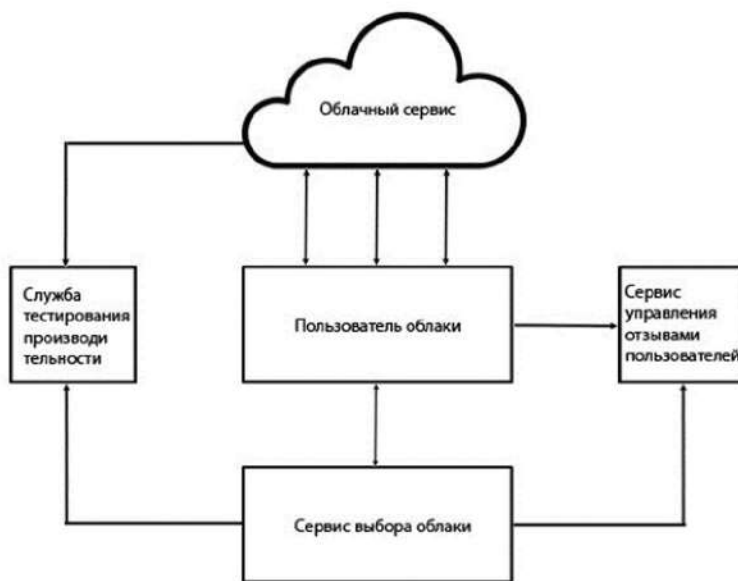 Облачный сервис
Служба
тестирования
производи
тельности
Пользователь облаки
Сервис
управления
отзывами
пользователей
Сервис выбора облаки